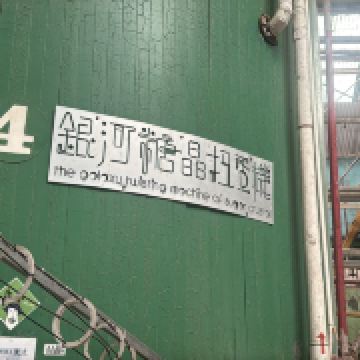 4
銀河糖晶扭蛋機
the galaxy twisting machine of sugar crystal